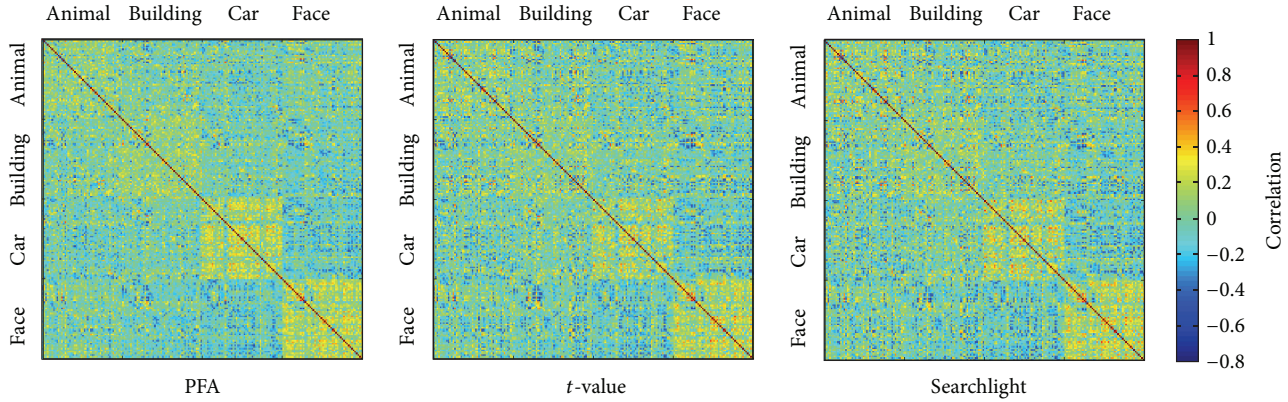 Animal Building Car Face
Animal Building Car Face
Animal Building Car Face
Animal
Building
Car
Face
Animal
Building
Car
Face
Animal
Building
Car
Face
PFA
t-value
Searchlight
1
0.8
0.6
0.4
0.2
0
−0.2
−0.4
−0.6
−0.8
Correlation